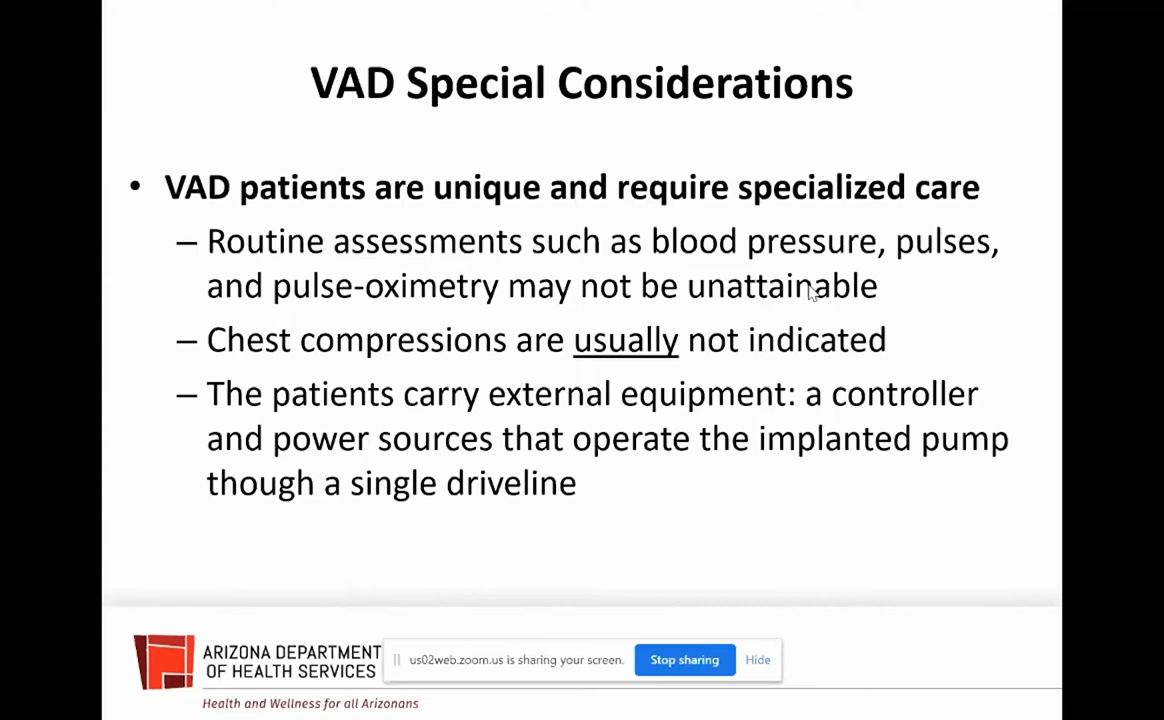 VAD Special Considerations
• VAD patients are unique and require specialized care
– Routine assessments such as blood pressure, pulses,
and pulse-oximetry may not be unattainable
– Chest compressions are usually not indicated
– The patients carry external equipment: a controller
and power sources that operate the implanted pump
though a single driveline
ARIZONA DEPARTMENT
OF HEALTH SERVICES
us02web.zoom.us is sharing your screen. Stop sharing Hide
Health and Wellness for all Arizonans